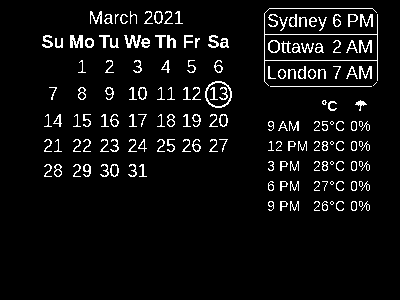 March 2021
Su Mo Tu We Th Fr Sa
1 2 3 4 5 6
7 8 9 10 11 12 13
14 15 16 17 18 19 20
21 22 23 24 25 26 27
28 29 30 31
Sydney 6 PM
Ottawa 2 AM
London 7 AM
°C
9 AM 25°C 0%
12 PM 28°C 0%
3 PM 28°C 0%
6 PM 27°C 0%
9 PM 26°C 0%